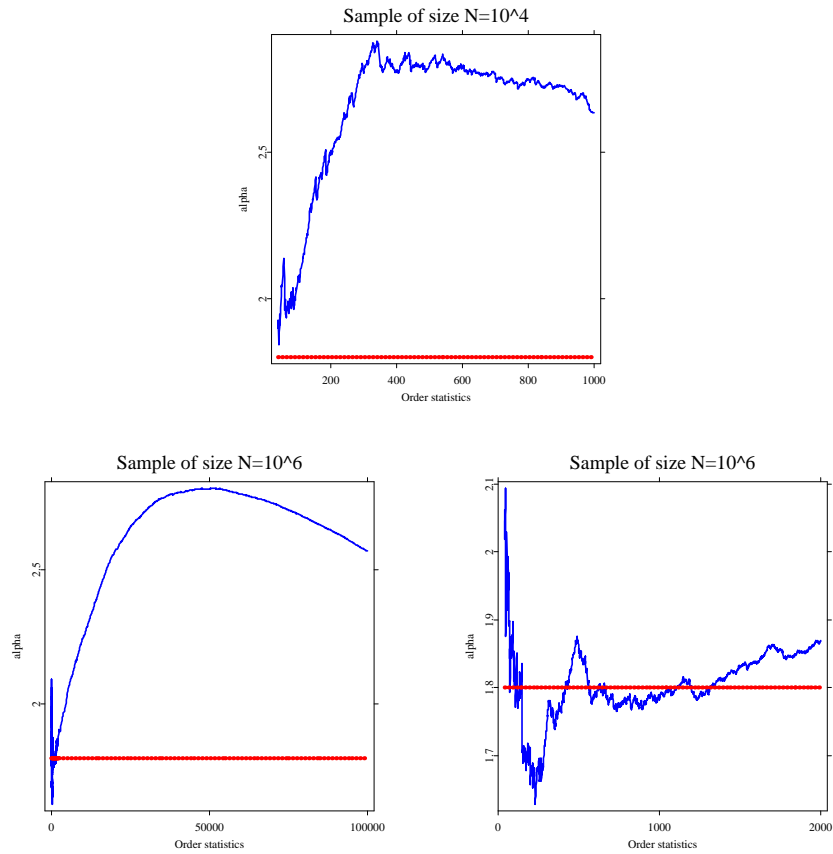 Sample of size N=10^4
2.5
2
alpha
200 400 600 800 1000
Order statistics
Sample of size N=10^6
2.5
2
alpha
0 50000 100000
Order statistics
Sample of size N=10^6
2.1
2
1.9
1.8
1.7
alpha
0 1000 2000
Order statistics